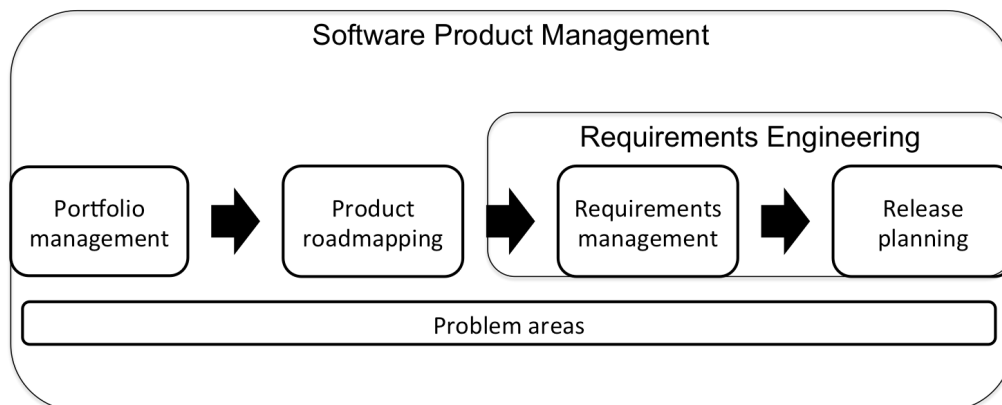 Software Product Management
Requirements Engineering
Portfolio
management
Product
roadmapping
Requirements
management
Release
planning
Problem areas